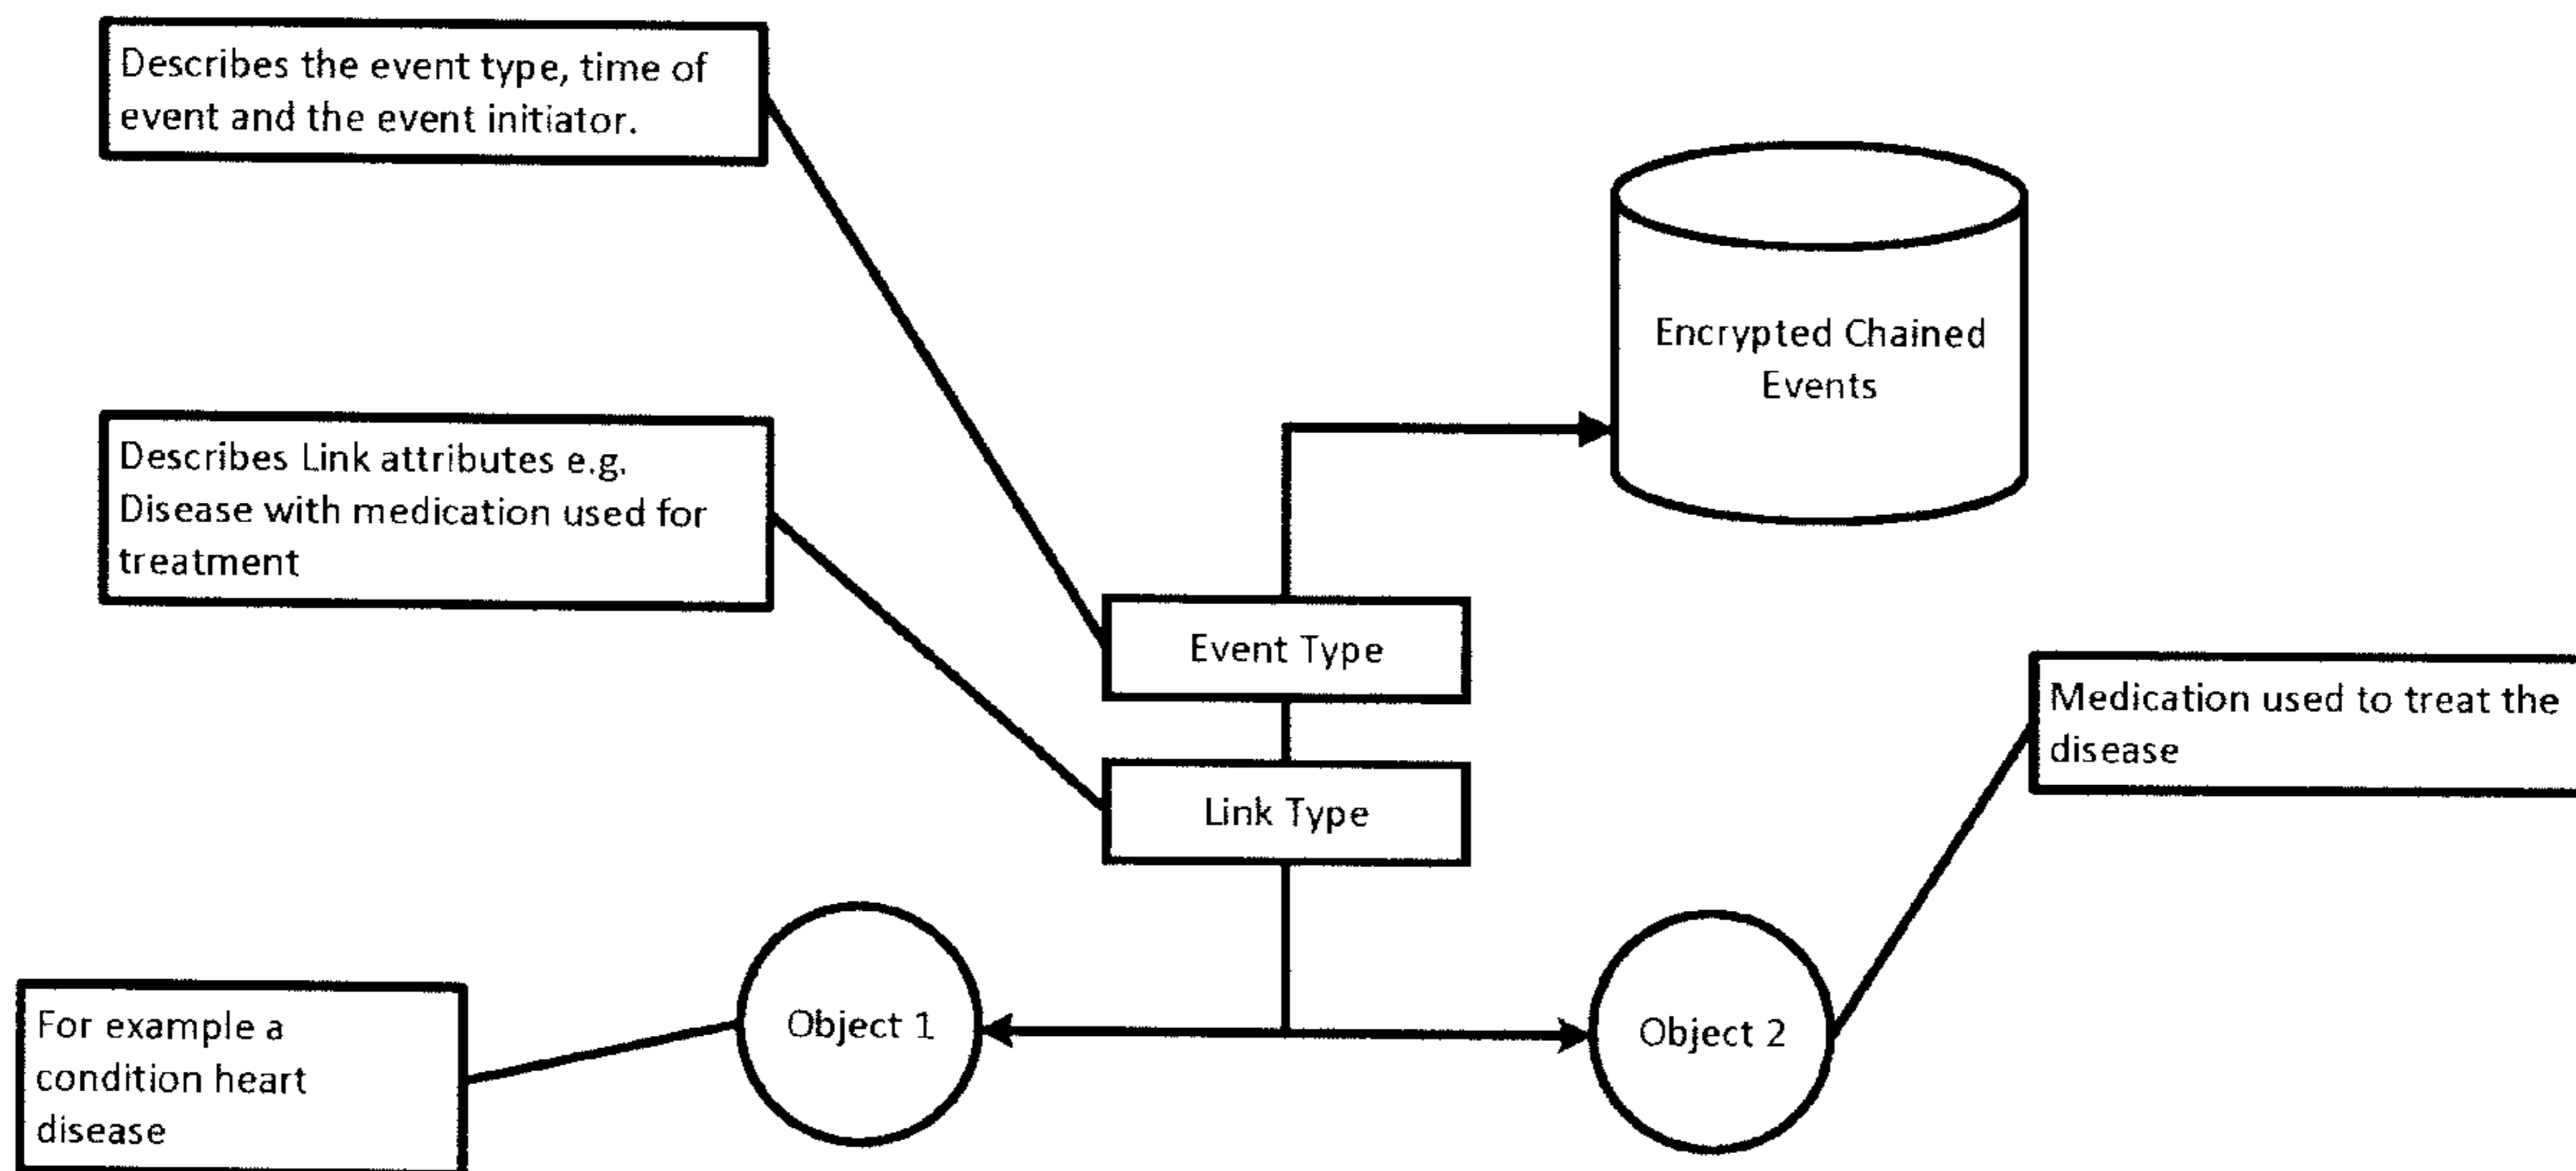 Describes the event type, time of
event and the event initiator.
Encrypted Chained
Events
Describes Link attributes e.g.
Disease with medication used for
treatment
Event Type
Medication used to treat the
disease
Link Type
For example a
condition heart
disease
Object 1
Object 2